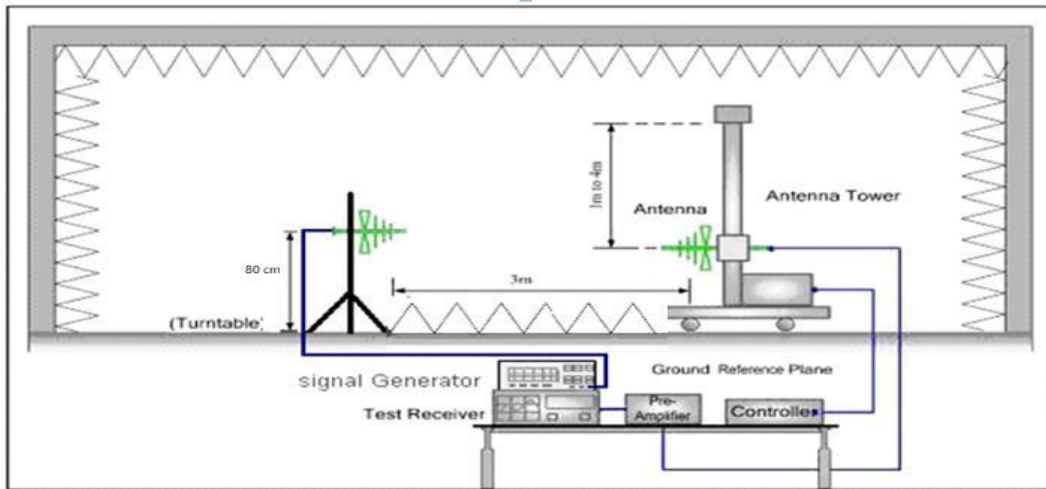 1m to 4m
Antenna
Antenna Tower
80 cm
3m
(Turntable)
Ground Reference Plane
signal Generator
Test Receiver
Pre-
Amplifier
Controller